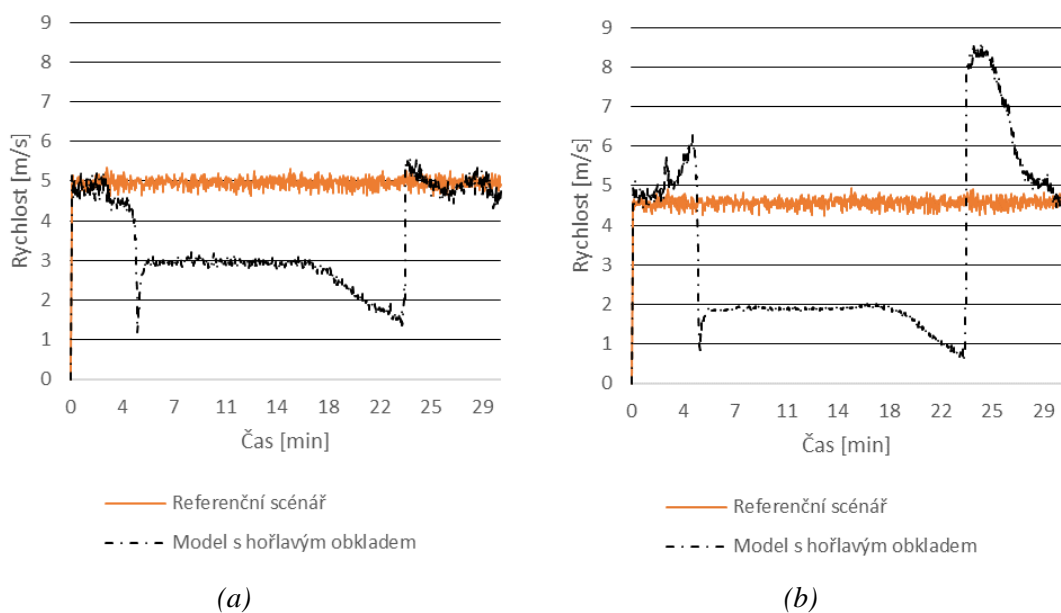 9
8
7
6
5
4
3
2
1
0
Rychlost [m/s]
0 4 7 11 14 18 22 25 29
Čas [min]
Referenční scénář
Model s hořlavým obkladem
(a)
9
8
7
6
5
4
3
2
1
0
Rychlost [m/s]
0 4 7 11 14 18 22 25 29
Čas [min]
Referenční scénář
Model s hořlavým obkladem
(b)